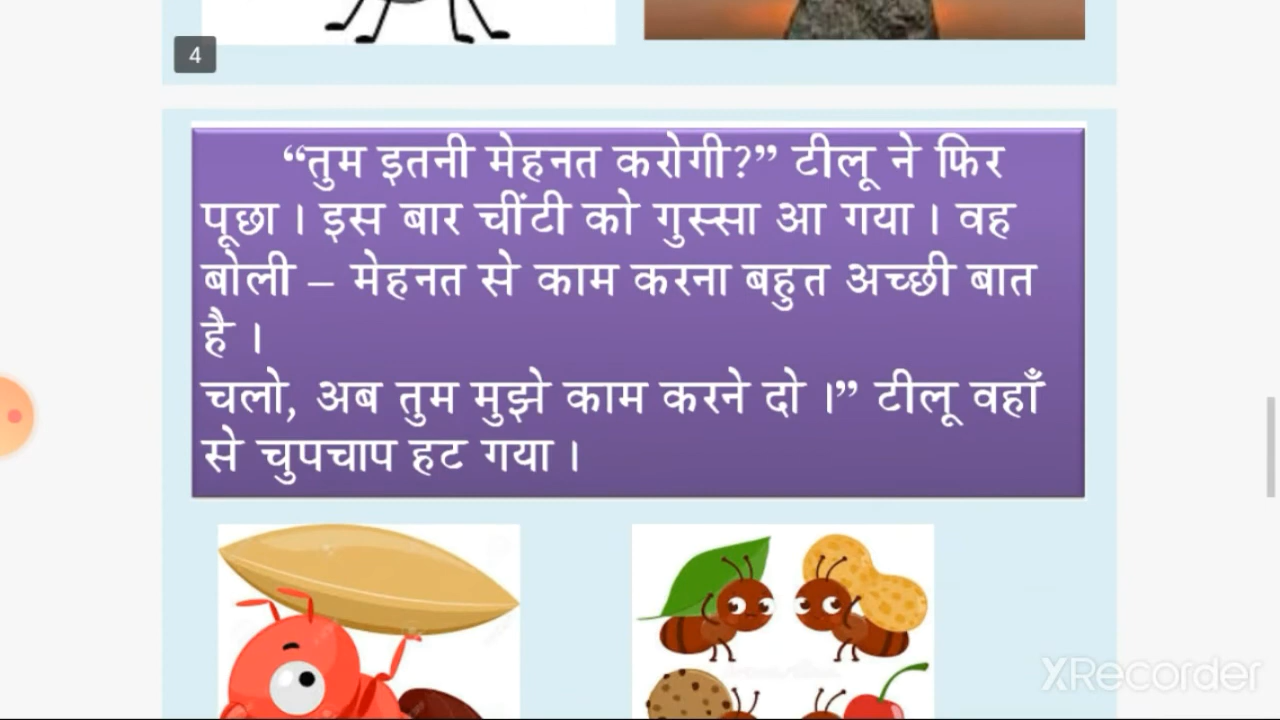 4
“तुम इतनी मेहनत करोगी?” टीलू ने फिर
पूछा । इस बार चींटी को गुस्सा आ गया । वह
बोली – मेहनत से काम करना बहुत अच्छी बात
है ।
चलो, अब तुम मुझे काम करने दो ।” टीलू वहाँ
से चुपचाप हट गया ।
XRecorder